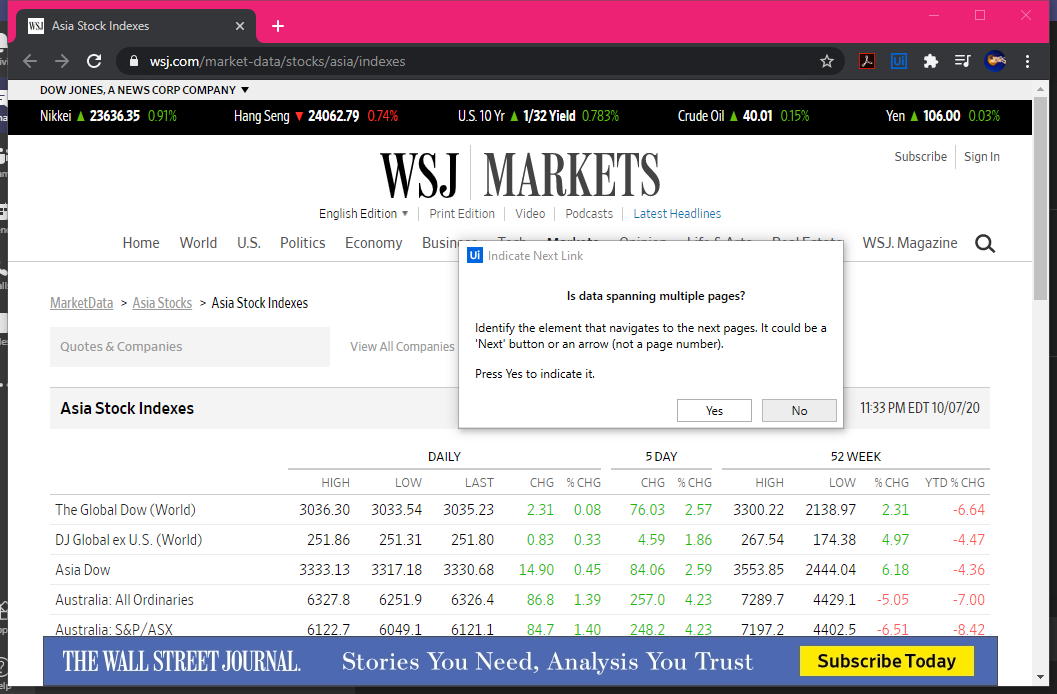 WSJ Asia Stock Indexes
wsj.com/market-data/stocks/asia/indexes
DOW JONES, A NEWS CORP COMPANY
Nikkei ▲ 23636.35 0.91% Hang Seng ▼ 24062.79 0.74% U.S. 10 Yr ▲ 1/32 Yield 0.783% Crude Oil ▲ 40.01 0.15% Yen ▲ 106.00 0.03%
Subscribe Sign In
WSJ MARKETS
English Edition ▼ Print Edition Video Podcasts Latest Headlines
Home World U.S. Politics Economy Busin Tech Markets Opinion Life & Arts Real Estate WSJ. Magazine
Ui Indicate Next Link
Is data spanning multiple pages?
Identify the element that navigates to the next pages. It could be a
'Next' button or an arrow (not a page number).
Press Yes to indicate it.
Yes No
MarketData > Asia Stocks > Asia Stock Indexes
Quotes & Companies View All Companies
Asia Stock Indexes 11:33 PM EDT 10/07/20
DAILY 5 DAY 52 WEEK
HIGH LOW LAST CHG % CHG CHG % CHG HIGH LOW % CHG YTD % CHG
The Global Dow (World) 3036.30 3033.54 3035.23 2.31 0.08 76.03 2.57 3300.22 2138.97 2.31 -6.64
DJ Global ex U.S. (World) 251.86 251.31 251.80 0.83 0.33 4.59 1.86 267.54 174.38 4.97 -4.47
Asia Dow 3333.13 3317.18 3330.68 14.90 0.45 84.06 2.59 3553.85 2444.04 6.18 -4.36
Australia: All Ordinaries 6327.8 6251.9 6326.4 86.8 1.39 257.0 4.23 7289.7 4429.1 -5.05 -7.00
Australia: S&P/ASX 6122.7 6049.1 6121.1 84.7 1.40 248.2 4.23 7197.2 4402.5 -6.51 -8.42
THE WALL STREET JOURNAL. Stories You Need, Analysis You Trust Subscribe Today